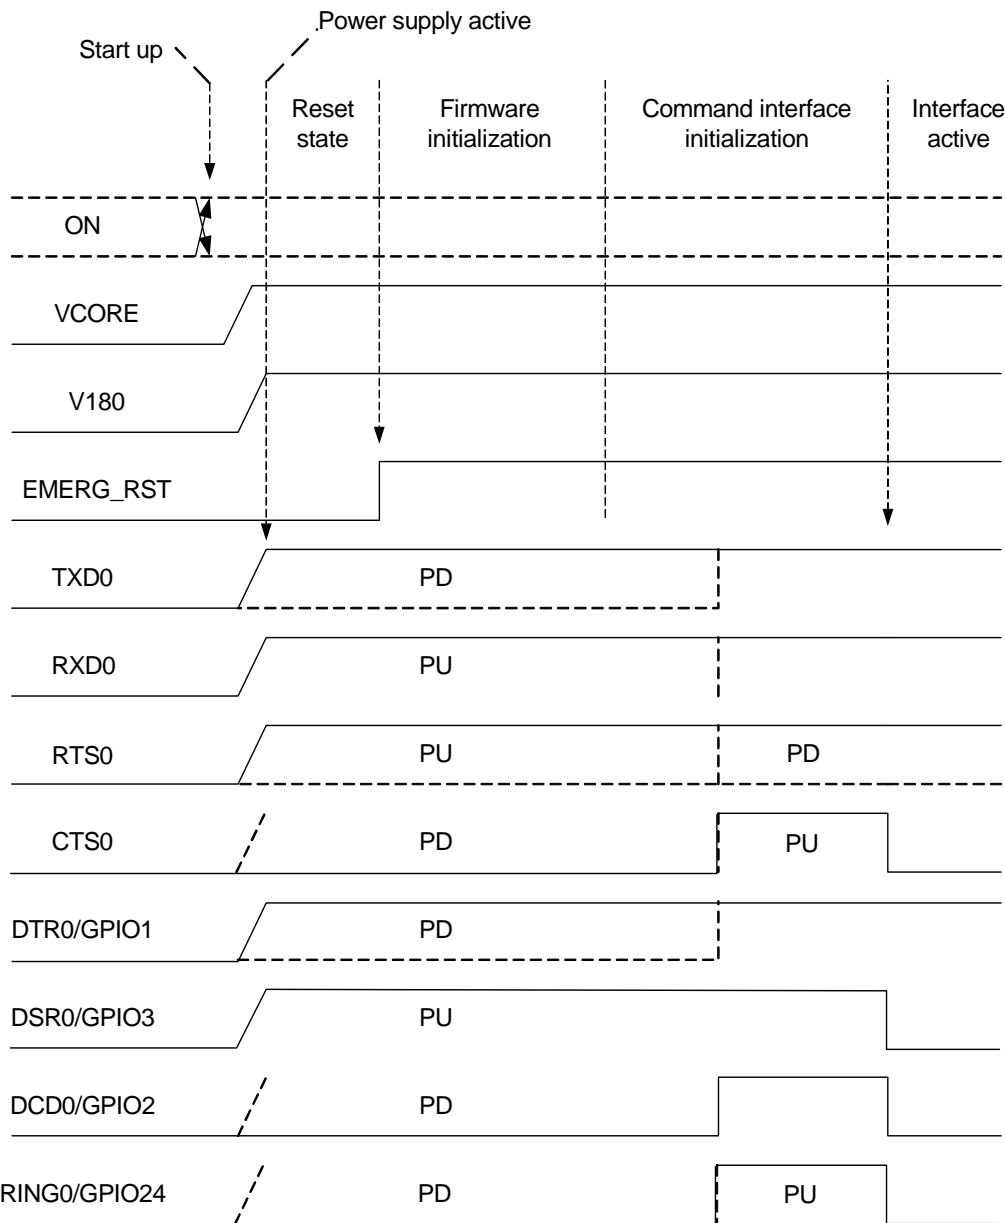 Power supply active
Start up
Reset state
Firmware initialization
Command interface initialization
Interface active
ON
VCORE
V180
EMERG_RST
TXD0 PD
RXD0 PU
RTS0 PU PD
CTS0 PD PU
DTR0/GPIO1 PD
DSR0/GPIO3 PU
DCD0/GPIO2 PD
RING0/GPIO24 PD PU